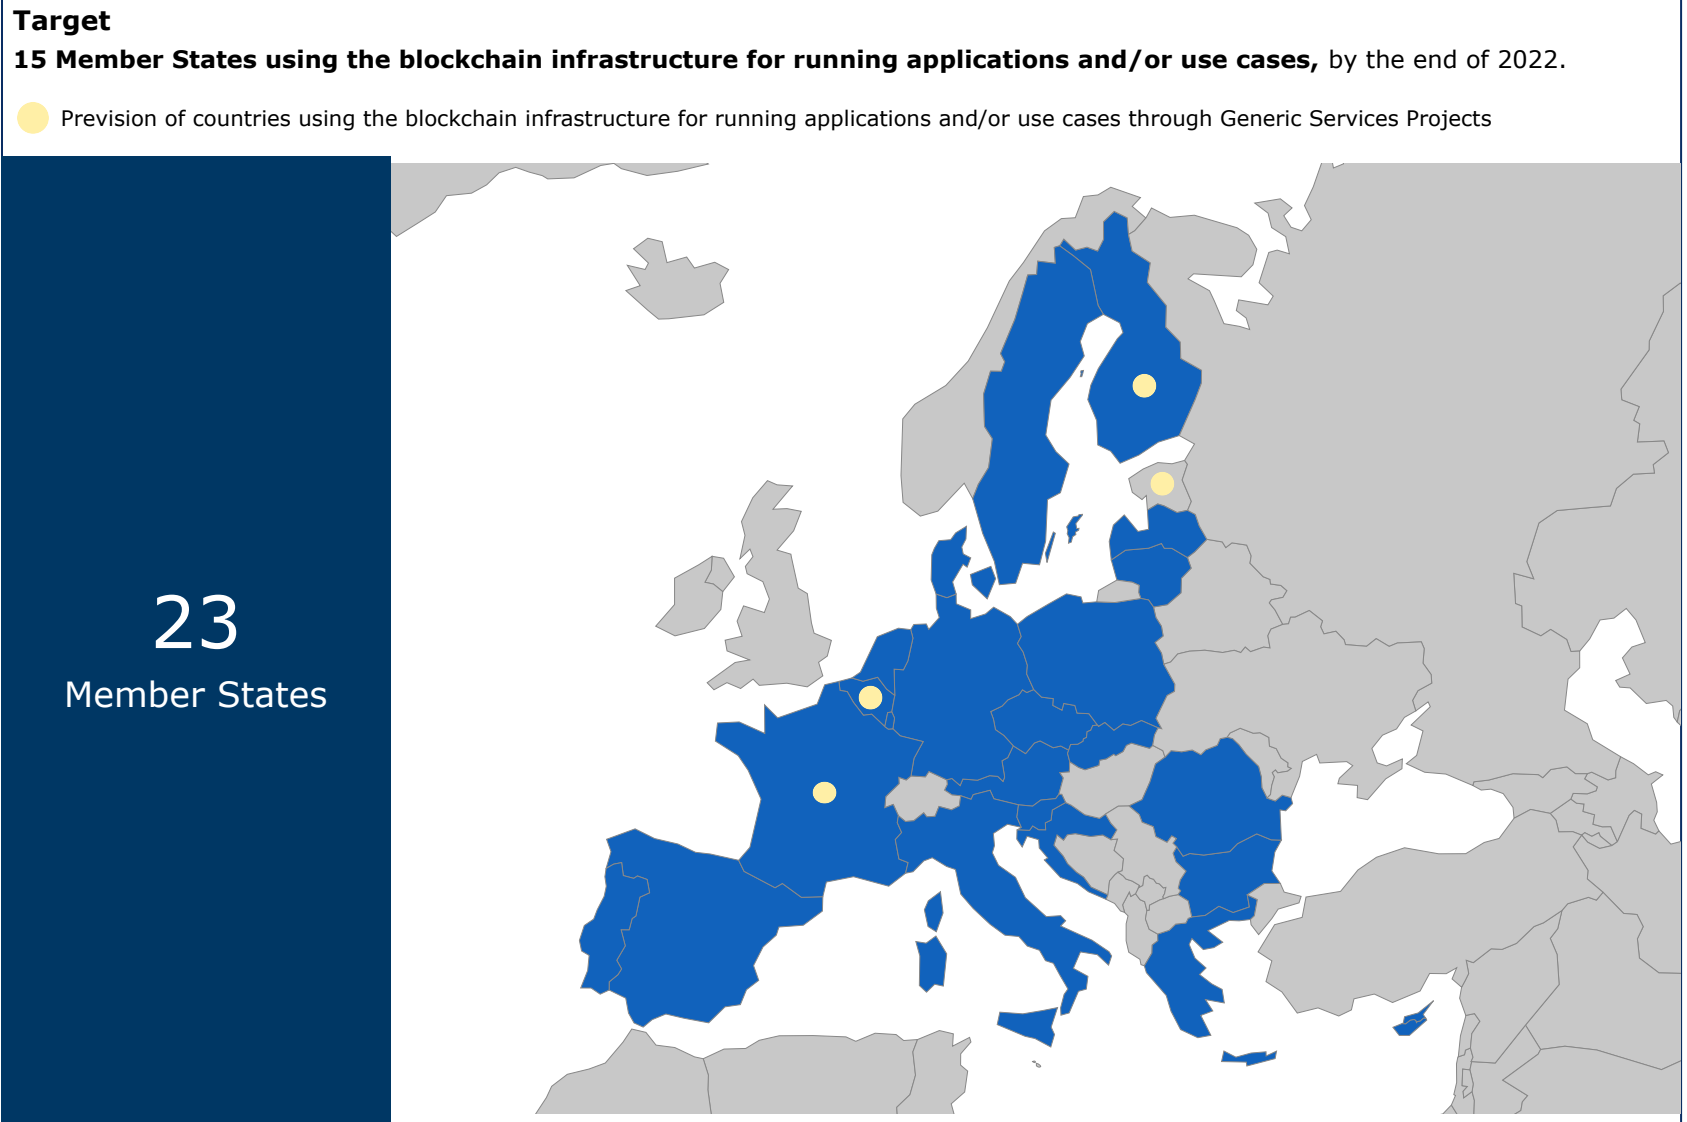 Target
15 Member States using the blockchain infrastructure for running applications and/or use cases, by the end of 2022.
Prevision of countries using the blockchain infrastructure for running applications and/or use cases through Generic Services Projects
23
Member States